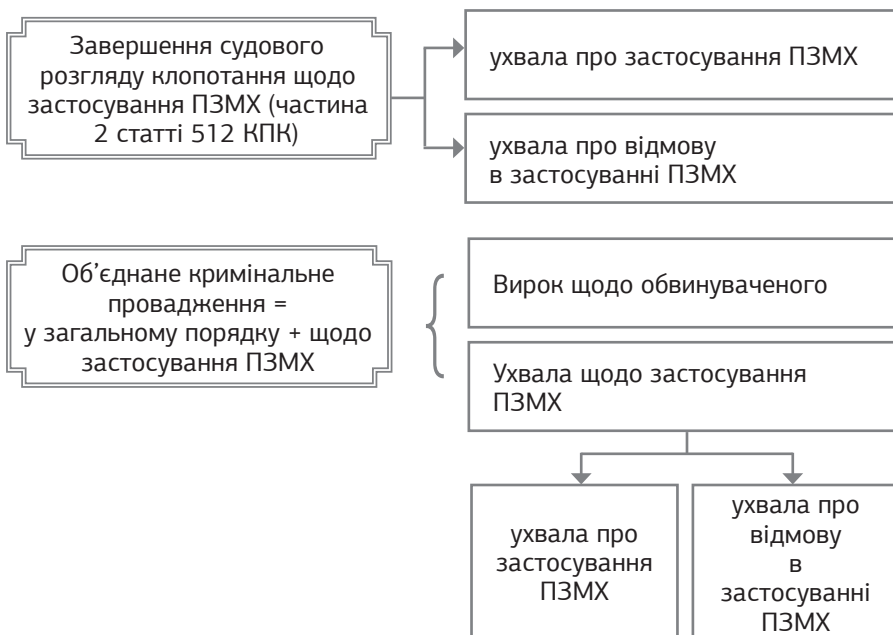 Завершення судового
розгляду клопотання щодо
застосування ПЗМХ (частина
2 статті 512 КПК)
ухвала про застосування ПЗМХ
ухвала про відмову
в застосуванні ПЗМХ
Об’єднане кримінальне
провадження =
у загальному порядку + щодо
застосування ПЗМХ
Вирок щодо обвинуваченого
Ухвала щодо застосування
ПЗМХ
ухвала про
застосування
ПЗМХ
ухвала про
відмову
в
застосуванні
ПЗМХ